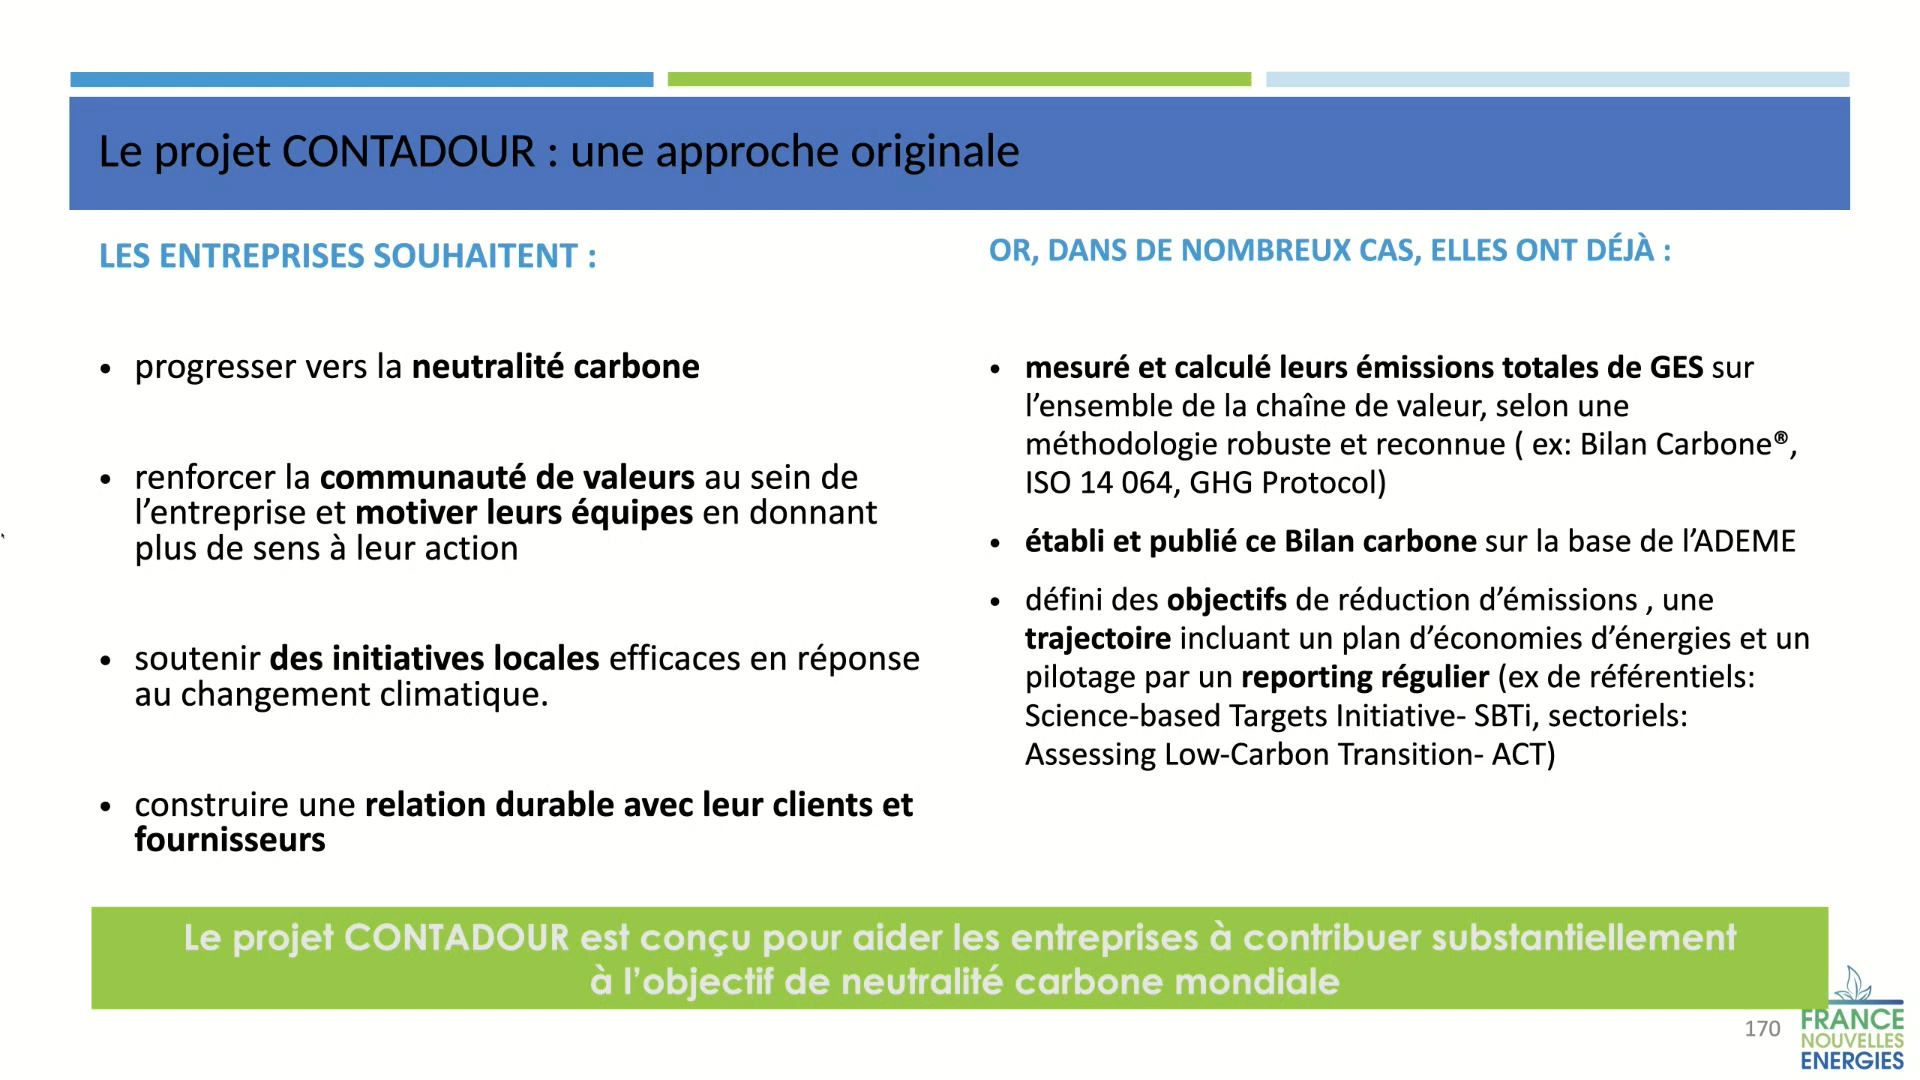 Le projet CONTADOUR : une approche originale
LES ENTREPRISES SOUHAITENT :
• progresser vers la neutralité carbone
• renforcer la communauté de valeurs au sein de
l’entreprise et motiver leurs équipes en donnant
plus de sens à leur action
• soutenir des initiatives locales efficaces en réponse
au changement climatique.
• construire une relation durable avec leur clients et
fournisseurs
OR, DANS DE NOMBREUX CAS, ELLES ONT DÉJÀ :
• mesuré et calculé leurs émissions totales de GES sur
l’ensemble de la chaîne de valeur, selon une
méthodologie robuste et reconnue ( ex: Bilan Carbone®,
ISO 14 064, GHG Protocol)
• établi et publié ce Bilan carbone sur la base de l’ADEME
• défini des objectifs de réduction d’émissions , une
trajectoire incluant un plan d’économies d’énergies et un
pilotage par un reporting régulier (ex de référentiels:
Science-based Targets Initiative- SBTi, sectoriels:
Assessing Low-Carbon Transition- ACT)
Le projet CONTADOUR est conçu pour aider les entreprises à contribuer substantiellement
à l’objectif de neutralité carbone mondiale
170
FRANCE
NOUVELLES
ENERGIES